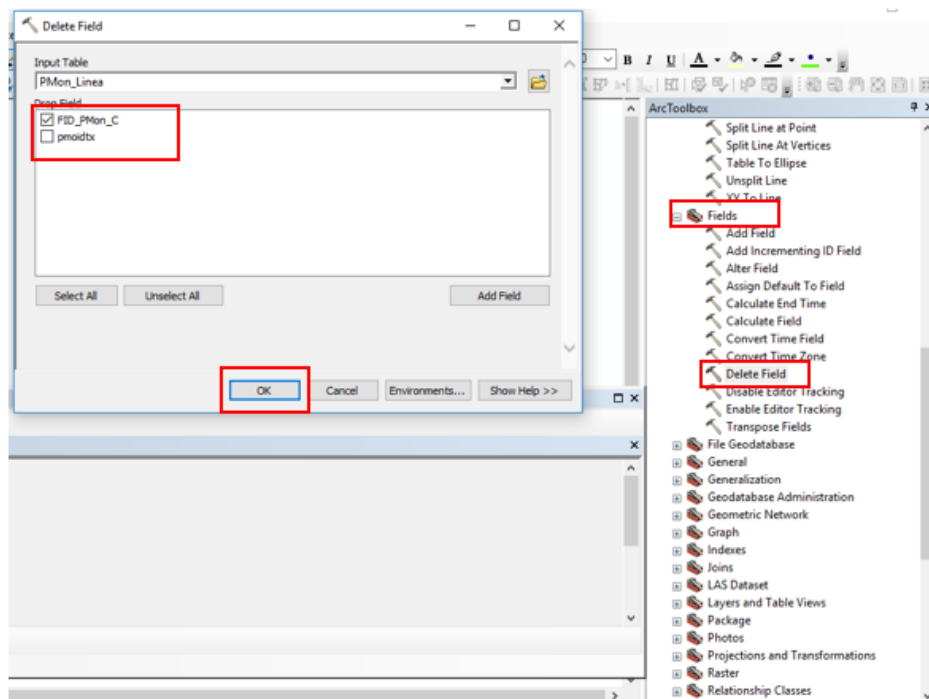 Delete Field
Input Table
PMon_Linea
Drop Field
FID_PMon_C
pmoidtx
Select All
Unselect All
Add Field
OK
Cancel
Environments...
Show Help >>
B I U A
ArcToolbox
Split Line at Point
Split Line At Vertices
Table To Ellipse
Unsplit Line
XY To Line
Fields
Add Field
Add Incrementing ID Field
Alter Field
Assign Default To Field
Calculate End Time
Calculate Field
Convert Time Field
Convert Time Zone
Delete Field
Disable Editor Tracking
Enable Editor Tracking
Transpose Fields
File Geodatabase
General
Generalization
Geodatabase Administration
Geometric Network
Graph
Indexes
Joins
LAS Dataset
Layers and Table Views
Package
Photos
Projections and Transformations
Raster
Relationship Classes